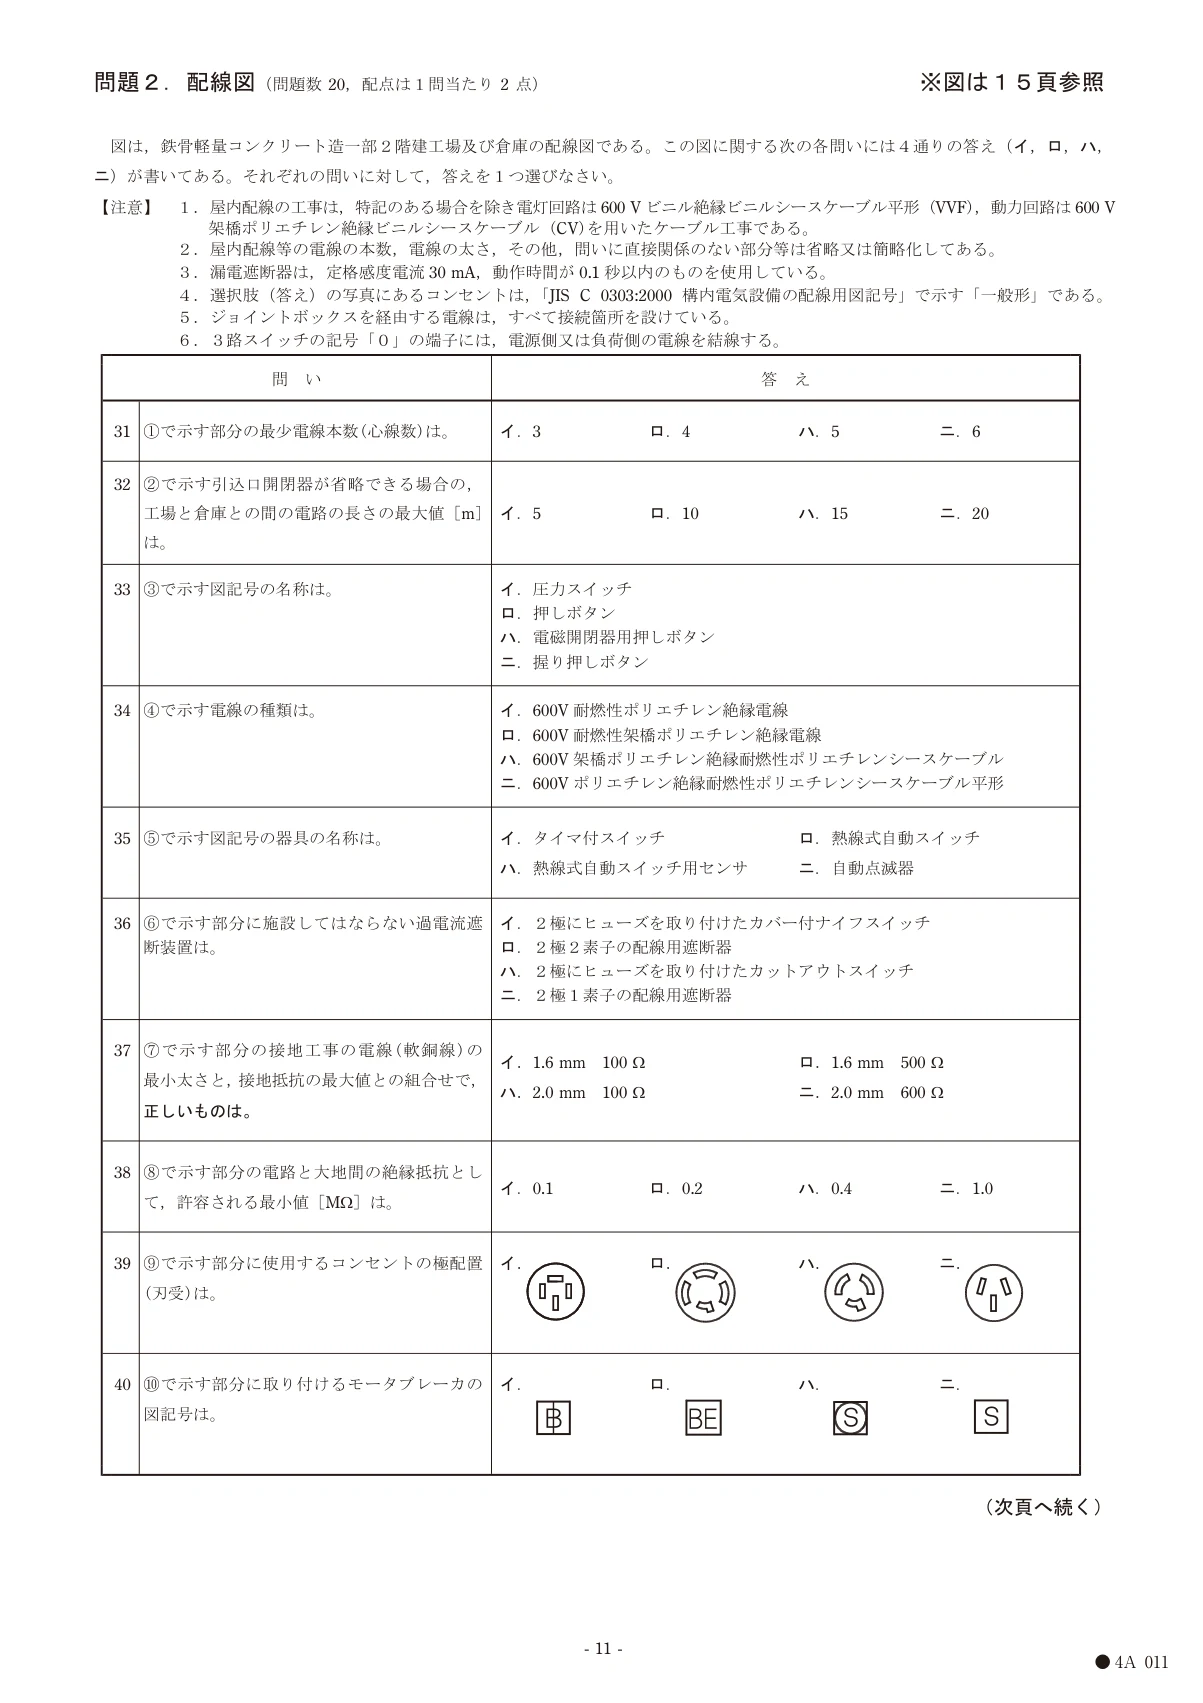 問題２．配線図（問題数 20，配点は１問当たり 2 点）
※図は１５頁参照
図は，鉄骨軽量コンクリート造一部２階建工場及び倉庫の配線図である。この図に関する次の各問いには４通りの答え（イ，ロ，ハ，
ニ）が書いてある。それぞれの問いに対して，答えを１つ選びなさい。
【注意】 １．屋内配線の工事は，特記のある場合を除き電灯回路は 600 V ビニル絶縁ビニルシースケーブル平形（VVF），動力回路は 600 V
架橋ポリエチレン絶縁ビニルシースケーブル（CV）を用いたケーブル工事である。
２．屋内配線等の電線の本数，電線の太さ，その他，問いに直接関係のない部分等は省略又は簡略化してある。
３．漏電遮断器は，定格感度電流 30 mA，動作時間が 0.1 秒以内のものを使用している。
４．選択肢（答え）の写真にあるコンセントは，「JIS C 0303:2000 構内電気設備の配線用図記号」で示す「一般形」である。
５．ジョイントボックスを経由する電線は，すべて接続箇所を設けている。
６．３路スイッチの記号「０」の端子には，電源側又は負荷側の電線を結線する。
問 い 答 え
31 ①で示す部分の最少電線本数（心線数）は。 イ．3 ロ．4 ハ．5 ニ．6
32 ②で示す引込口開閉器が省略できる場合の，
工場と倉庫との間の電路の長さの最大値［m］
は。
イ．5 ロ．10 ハ．15 ニ．20
33 ③で示す図記号の名称は。 イ．圧力スイッチ
ロ．押しボタン
ハ．電磁開閉器用押しボタン
ニ．握り押しボタン
34 ④で示す電線の種類は。 イ．600V 耐燃性ポリエチレン絶縁電線
ロ．600V 耐燃性架橋ポリエチレン絶縁電線
ハ．600V 架橋ポリエチレン絶縁耐燃性ポリエチレンシースケーブル
ニ．600V ポリエチレン絶縁耐燃性ポリエチレンシースケーブル平形
35 ⑤で示す図記号の器具の名称は。 イ．タイマ付スイッチ ロ．熱線式自動スイッチ
ハ．熱線式自動スイッチ用センサ ニ．自動点滅器
36 ⑥で示す部分に施設してはならない過電流遮
断装置は。
イ．２極にヒューズを取り付けたカバー付ナイフスイッチ
ロ．２極２素子の配線用遮断器
ハ．２極にヒューズを取り付けたカットアウトスイッチ
ニ．２極１素子の配線用遮断器
37 ⑦で示す部分の接地工事の電線（軟銅線）の
最小太さと，接地抵抗の最大値との組合せで，
正しいものは。
イ．1.6 mm 100 Ω ロ．1.6 mm 500 Ω
ハ．2.0 mm 100 Ω ニ．2.0 mm 600 Ω
38 ⑧で示す部分の電路と大地間の絶縁抵抗とし
て，許容される最小値［MΩ］は。
イ．0.1 ロ．0.2 ハ．0.4 ニ．1.0
39 ⑨で示す部分に使用するコンセントの極配置
（刃受）は。
イ． ロ． ハ． ニ．
40 ⑩で示す部分に取り付けるモータブレーカの
図記号は。
イ． ロ． ハ． ニ．
B BE S S
（次頁へ続く）
- 11 -
●4A 011